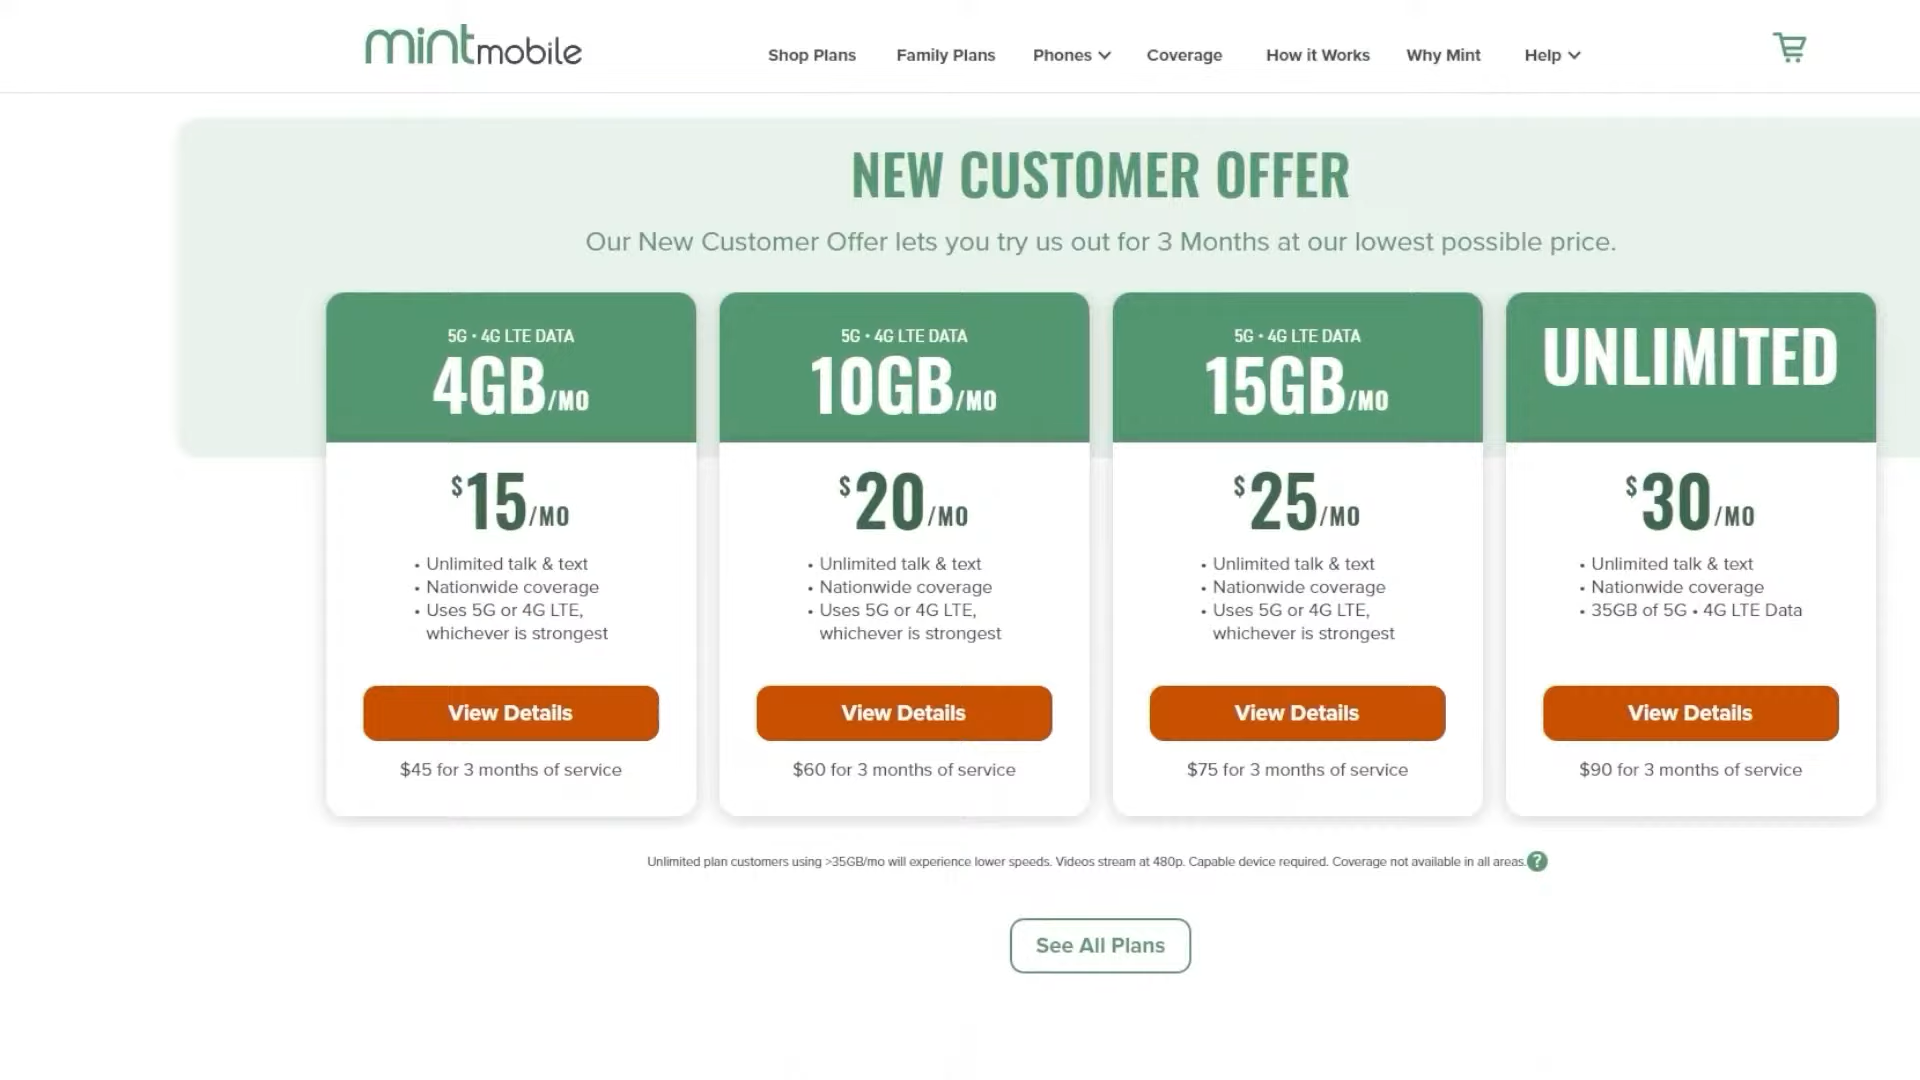 mintmobile
Shop Plans
Family Plans
Phones
Coverage
How it Works
Why Mint
Help
NEW CUSTOMER OFFER
Our New Customer Offer lets you try us out for 3 Months at our lowest possible price.
5G • 4G LTE DATA
4GB/MO
$15/MO
• Unlimited talk & text
• Nationwide coverage
• Uses 5G or 4G LTE,
whichever is strongest
View Details
$45 for 3 months of service
5G • 4G LTE DATA
10GB/MO
$20/MO
• Unlimited talk & text
• Nationwide coverage
• Uses 5G or 4G LTE,
whichever is strongest
View Details
$60 for 3 months of service
5G • 4G LTE DATA
15GB/MO
$25/MO
• Unlimited talk & text
• Nationwide coverage
• Uses 5G or 4G LTE,
whichever is strongest
View Details
$75 for 3 months of service
UNLIMITED
$30/MO
• Unlimited talk & text
• Nationwide coverage
• 35GB of 5G • 4G LTE Data
View Details
$90 for 3 months of service
Unlimited plan customers using >35GB/mo will experience lower speeds. Videos stream at 480p. Capable device required. Coverage not available in all areas. ?
See All Plans